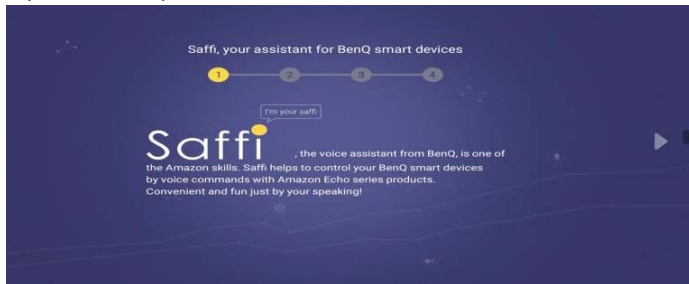 Saffi, your assistant for BenQ smart devices
1 2 3 4
I'm your saffi
Saffi, the voice assistant from BenQ, is one of
the Amazon skills. Saffi helps to control your BenQ smart devices
by voice commands with Amazon Echo series products.
Convenient and fun just by your speaking!